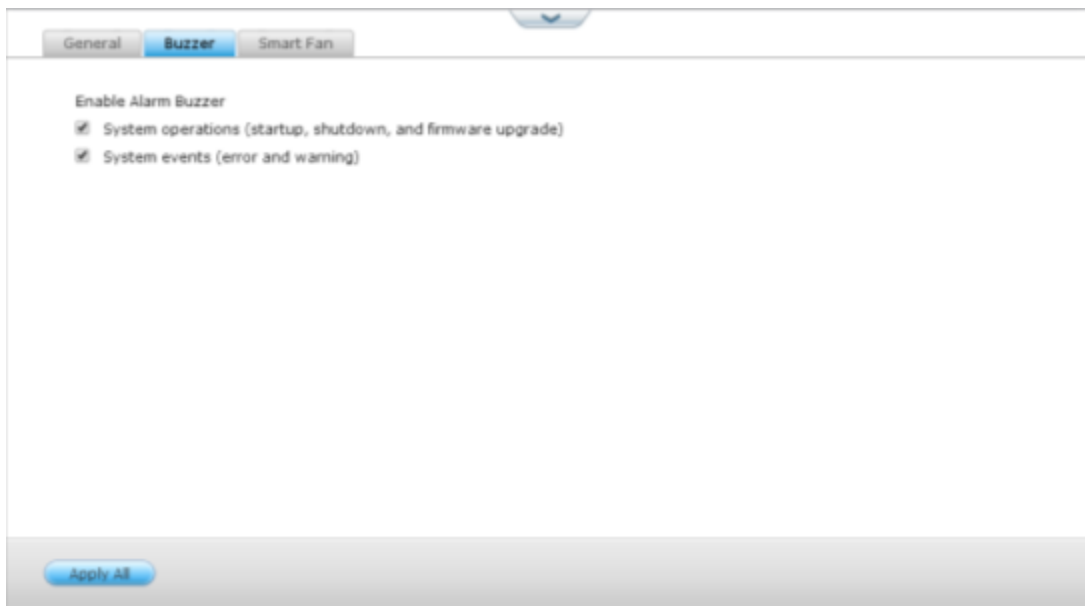 General Buzzer Smart Fan
Enable Alarm Buzzer
System operations (startup, shutdown, and firmware upgrade)
System events (error and warning)
Apply All